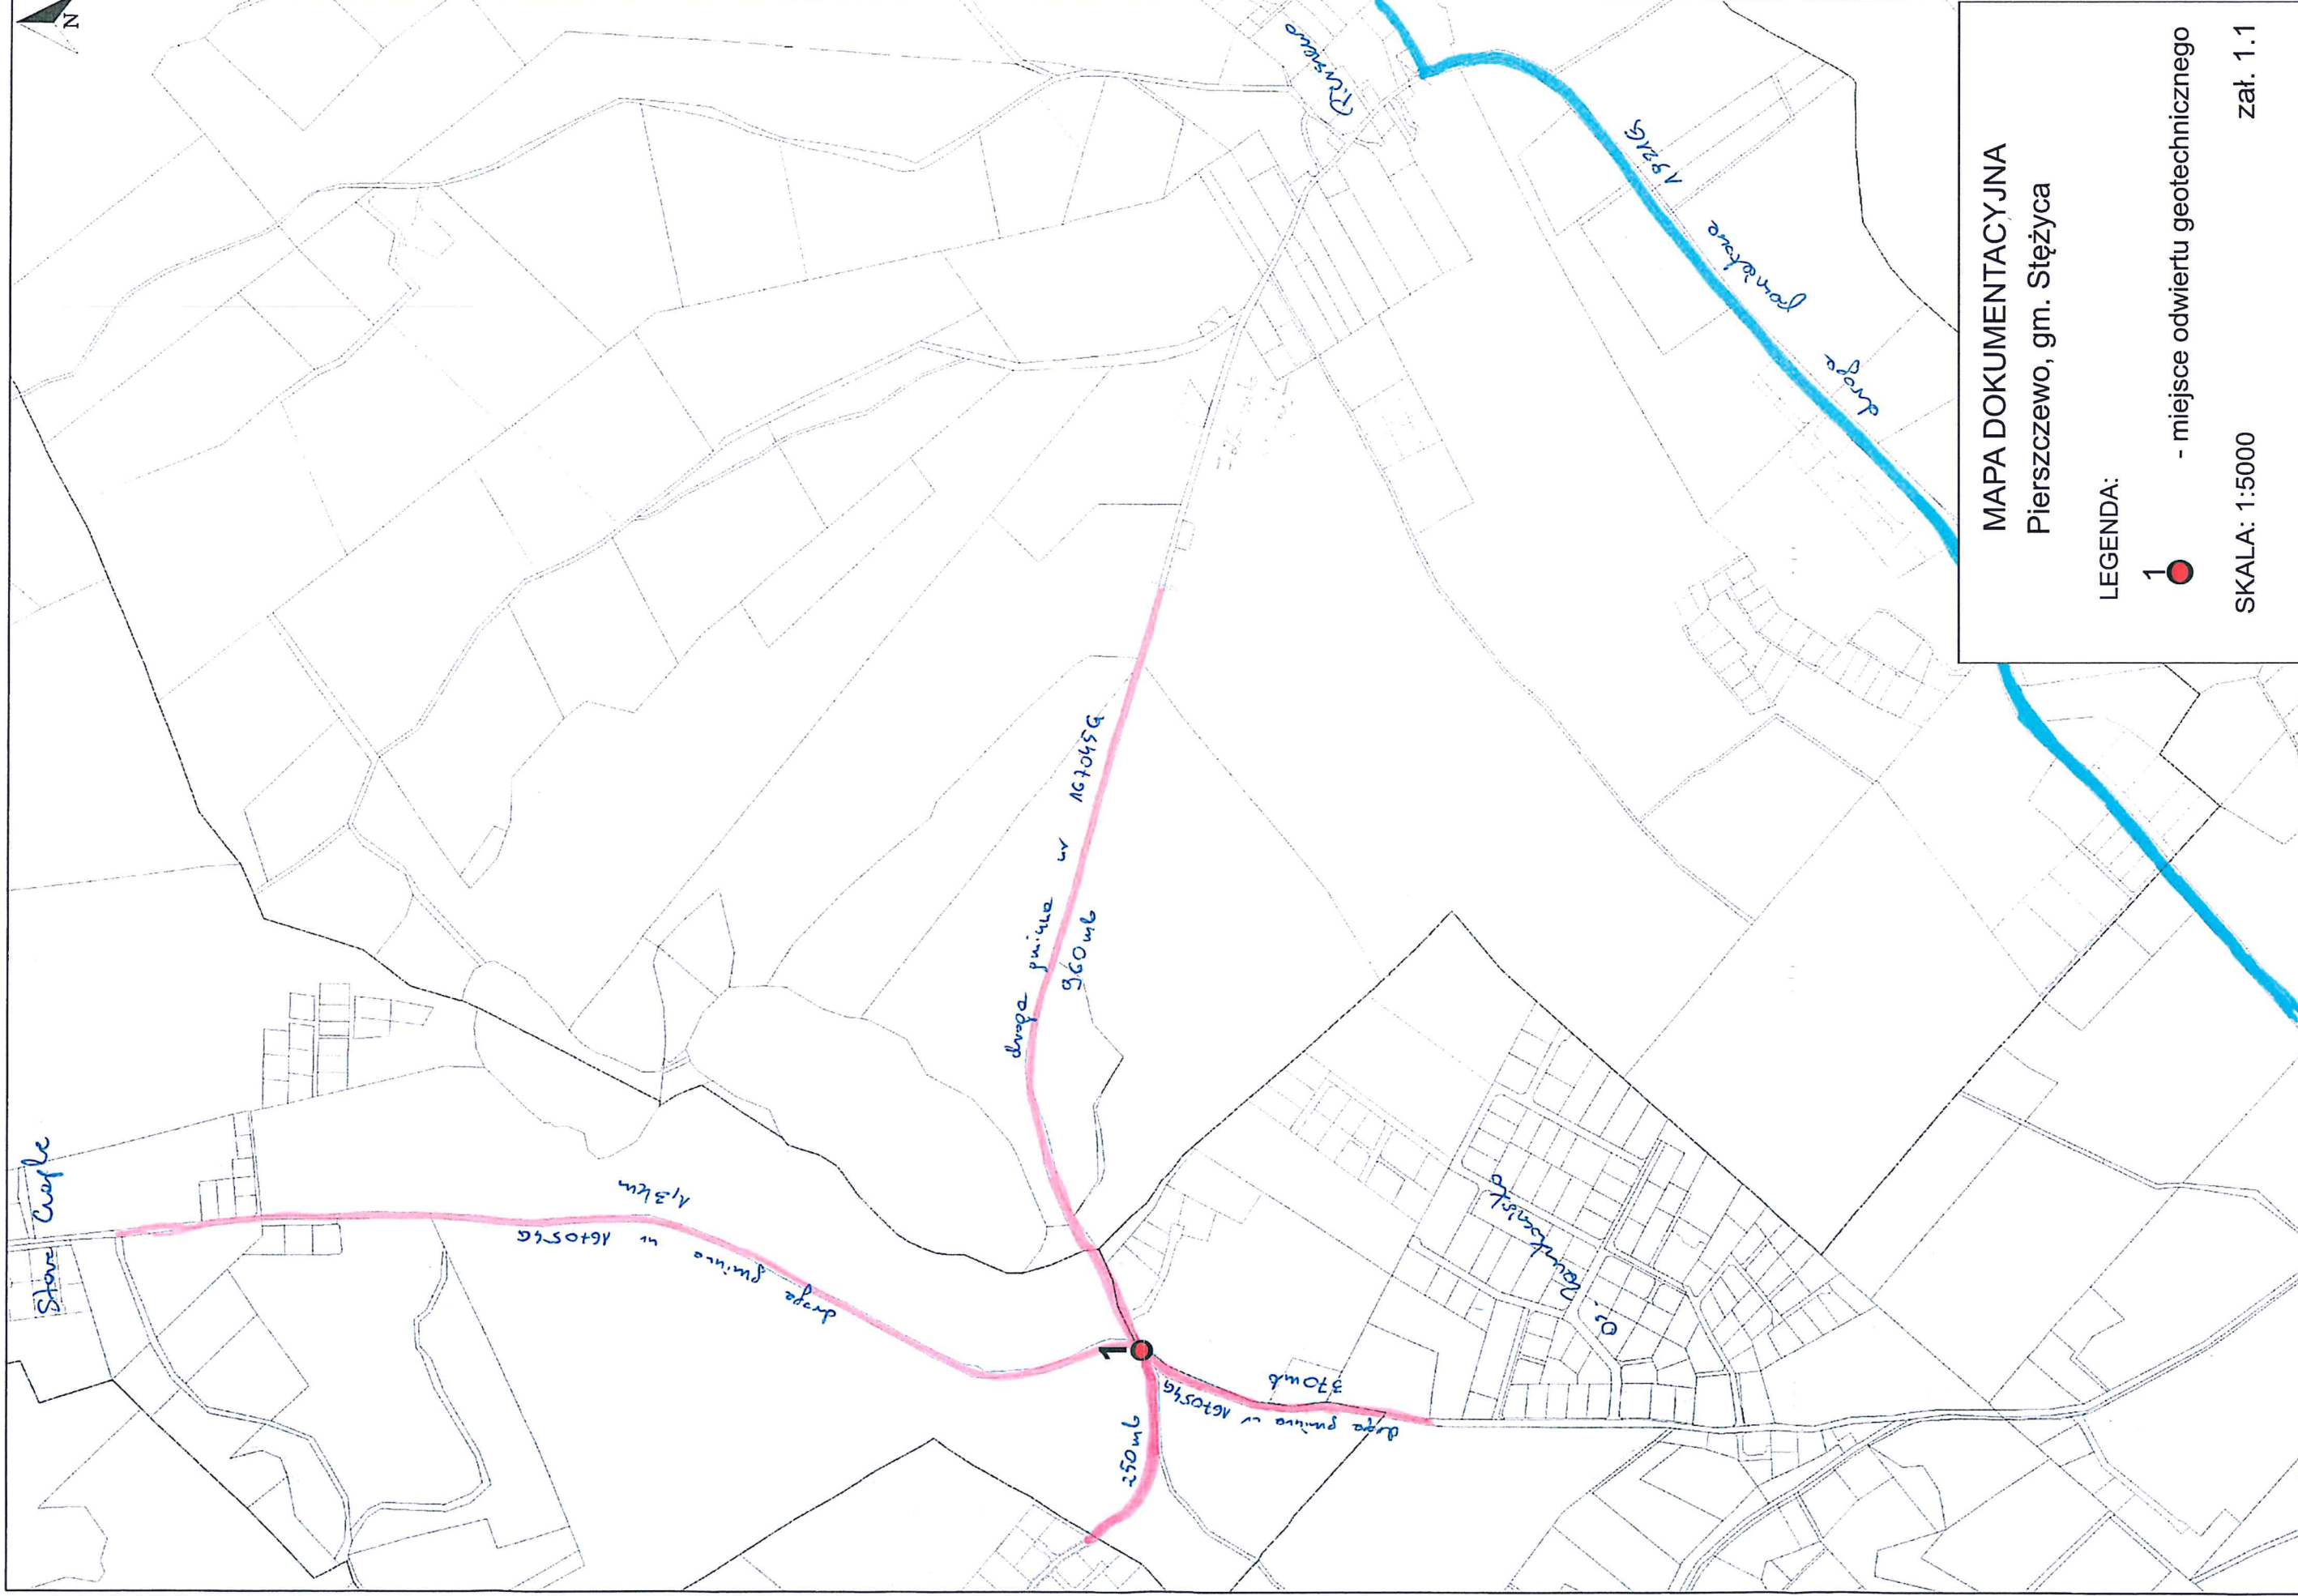 N
MAPA DOKUMENTACYJNA
Pierszczewo, gm. Stężyca
LEGENDA:
1
- miejsce odwiertu geotechnicznego
SKALA: 1:5000
zał. 1.1
Stare Czaple
droga gminna nr 167054G
1,3 km
droga gminna nr 167045G
960 mb
1
250 mb
droga gminna nr 167054G
370 mb
Oś.
droga powiatowa 1921G